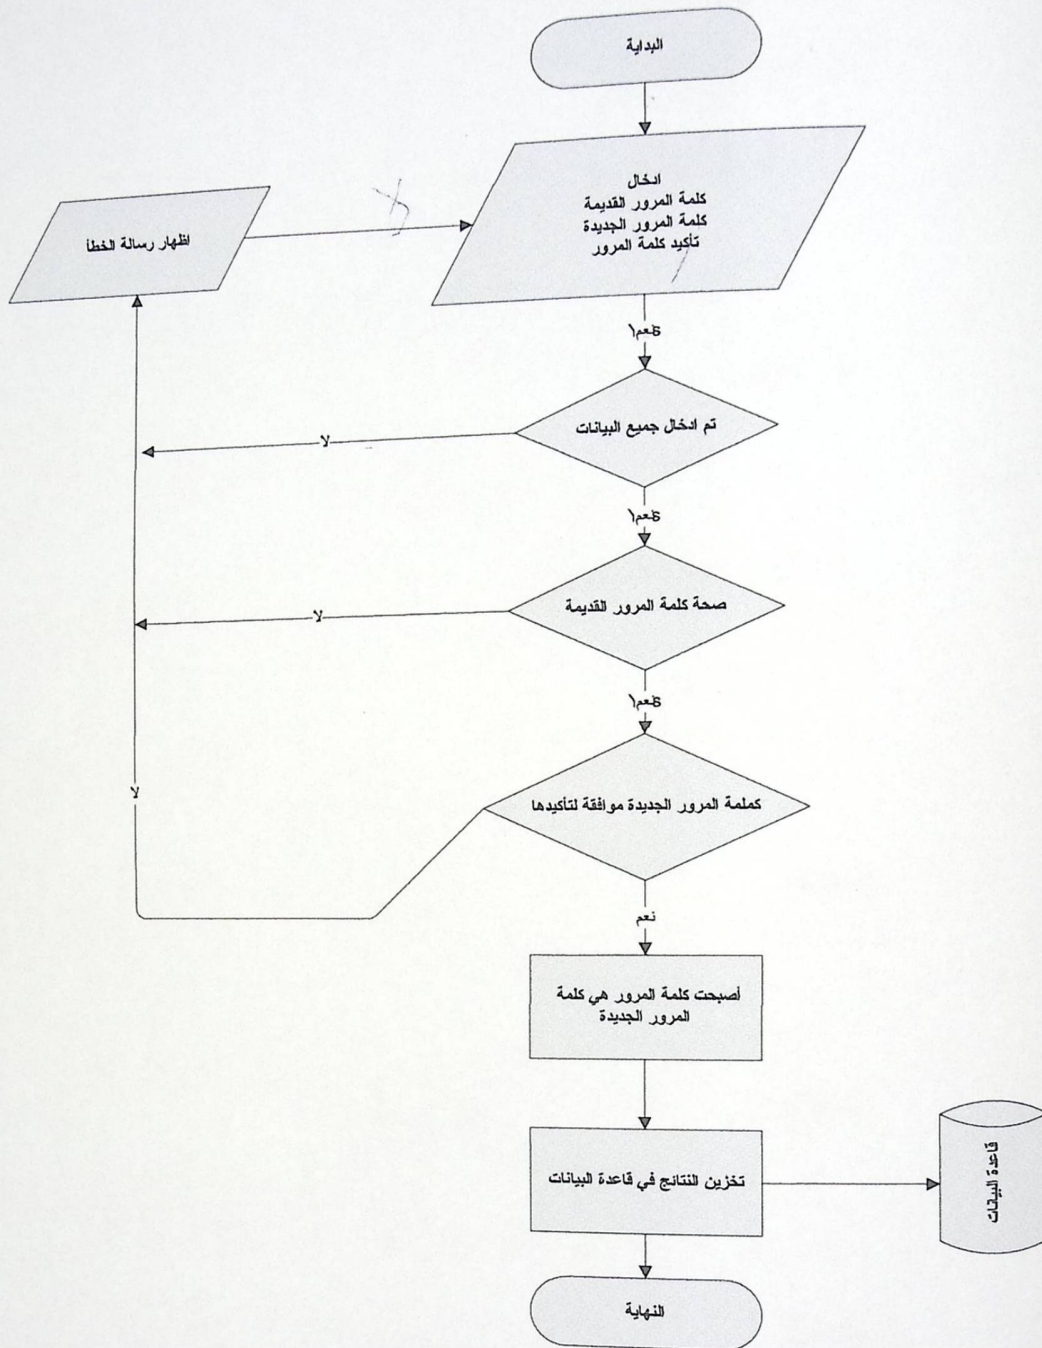 البداية
ادخال
كلمة المرور القديمة
كلمة المرور الجديدة
تأكيد كلمة المرور
اظهار رسالة الخطأ
نعم
تم ادخال جميع البيانات
لا
نعم
صحة كلمة المرور القديمة
لا
نعم
كملمة المرور الجديدة موافقة لتأكيدها
لا
نعم
أصبحت كلمة المرور هي كلمة
المرور الجديدة
تخزين النتائج في قاعدة البيانات
قاعدة البيانات
النهاية